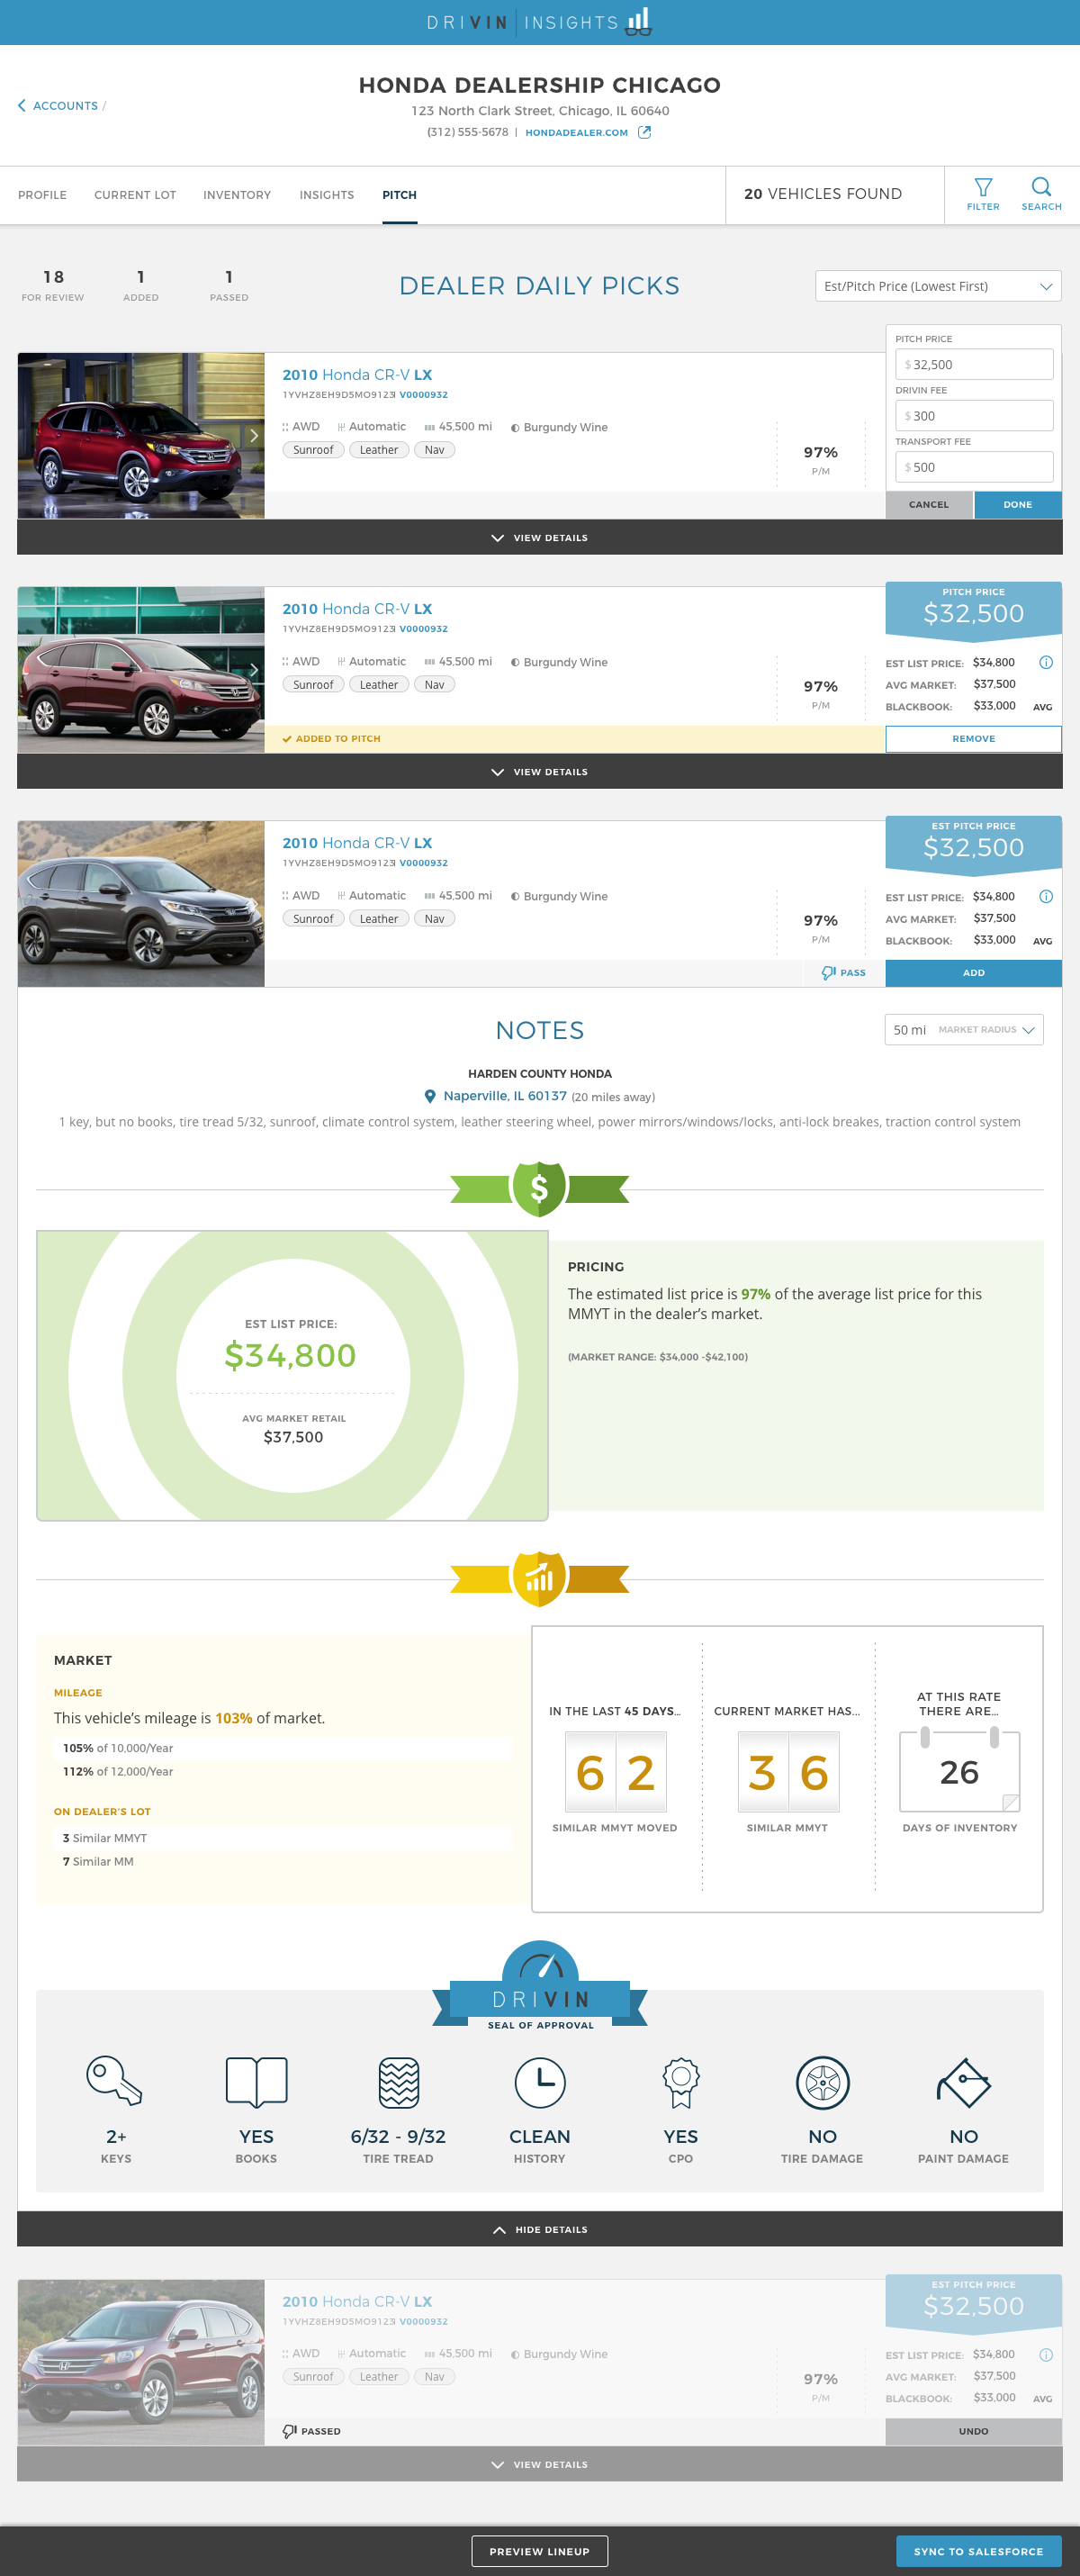 DRIVIN | INSIGHTS
HONDA DEALERSHIP CHICAGO
ACCOUNTS /
123 North Clark Street, Chicago, IL 60640
(312) 555-5678 | HONDADEALER.COM
PROFILE CURRENT LOT INVENTORY INSIGHTS PITCH
20 VEHICLES FOUND
FILTER SEARCH
18 1 1
FOR REVIEW ADDED PASSED
DEALER DAILY PICKS
Est/Pitch Price (Lowest First)
2010 Honda CR-V LX
1YVHZ8EH9D5MO9123I V0000932
AWD Automatic 45,500 mi Burgundy Wine
Sunroof Leather Nav
97%
P/M
PITCH PRICE
$ 32,500
DRIVIN FEE
$ 300
TRANSPORT FEE
$ 500
CANCEL DONE
VIEW DETAILS
2010 Honda CR-V LX
1YVHZ8EH9D5MO9123I V0000932
AWD Automatic 45,500 mi Burgundy Wine
Sunroof Leather Nav
97%
P/M
PITCH PRICE
$32,500
EST LIST PRICE: $34,800
AVG MARKET: $37,500
BLACKBOOK: $33,000 AVG
ADDED TO PITCH
REMOVE
VIEW DETAILS
2010 Honda CR-V LX
1YVHZ8EH9D5MO9123I V0000932
AWD Automatic 45,500 mi Burgundy Wine
Sunroof Leather Nav
97%
P/M
EST PITCH PRICE
$32,500
EST LIST PRICE: $34,800
AVG MARKET: $37,500
BLACKBOOK: $33,000 AVG
PASS ADD
NOTES
50 mi MARKET RADIUS
HARDEN COUNTY HONDA
Naperville, IL 60137 (20 miles away)
1 key, but no books, tire tread 5/32, sunroof, climate control system, leather steering wheel, power mirrors/windows/locks, anti-lock breakes, traction control system
$
EST LIST PRICE:
$34,800
AVG MARKET RETAIL
$37,500
PRICING
The estimated list price is 97% of the average list price for this
MMYT in the dealer's market.
(MARKET RANGE: $34,000 -$42,100)
MARKET
MILEAGE
This vehicle's mileage is 103% of market.
105% of 10,000/Year
112% of 12,000/Year
ON DEALER'S LOT
3 Similar MMYT
7 Similar MM
IN THE LAST 45 DAYS...
6 2
SIMILAR MMYT MOVED
CURRENT MARKET HAS...
3 6
SIMILAR MMYT
AT THIS RATE
THERE ARE...
26
DAYS OF INVENTORY
DRIVIN
SEAL OF APPROVAL
2+ YES 6/32 - 9/32 CLEAN YES NO NO
KEYS BOOKS TIRE TREAD HISTORY CPO TIRE DAMAGE PAINT DAMAGE
HIDE DETAILS
2010 Honda CR-V LX
1YVHZ8EH9D5MO9123I V0000932
AWD Automatic 45,500 mi Burgundy Wine
Sunroof Leather Nav
97%
P/M
EST PITCH PRICE
$32,500
EST LIST PRICE: $34,800
AVG MARKET: $37,500
BLACKBOOK: $33,000 AVG
PASSED
UNDO
VIEW DETAILS
PREVIEW LINEUP
SYNC TO SALESFORCE